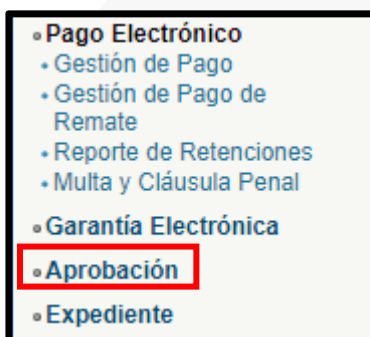 Pago Electrónico
Gestión de Pago
Gestión de Pago de
Remate
Reporte de Retenciones
Multa y Cláusula Penal
Garantía Electrónica
Aprobación
Expediente